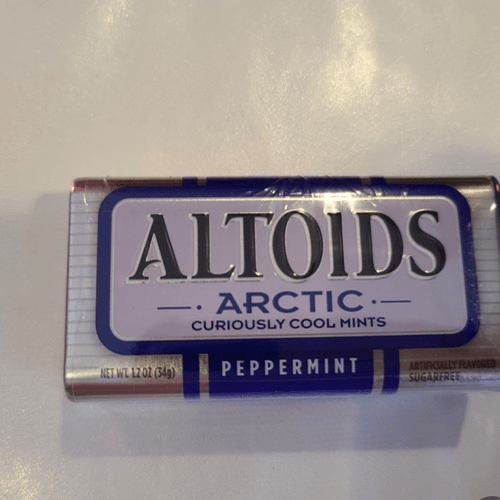 ALTOIDS
ARCTIC
CURIOUSLY COOL MINTS
PEPPERMINT
NET WT. 1.2 OZ (34g)
ARTIFICIALLY FLAVORED
SUGARFREE